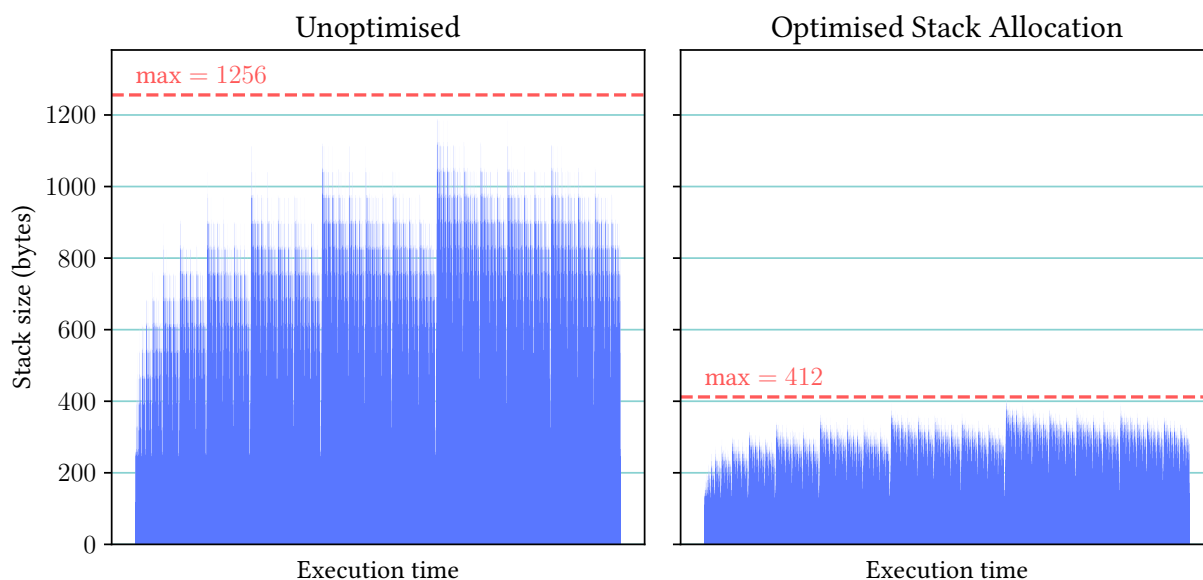 Unoptimised
Optimised Stack Allocation
max = 1256
max = 412
Stack size (bytes)
1200
1000
800
600
400
200
0
Execution time
Execution time